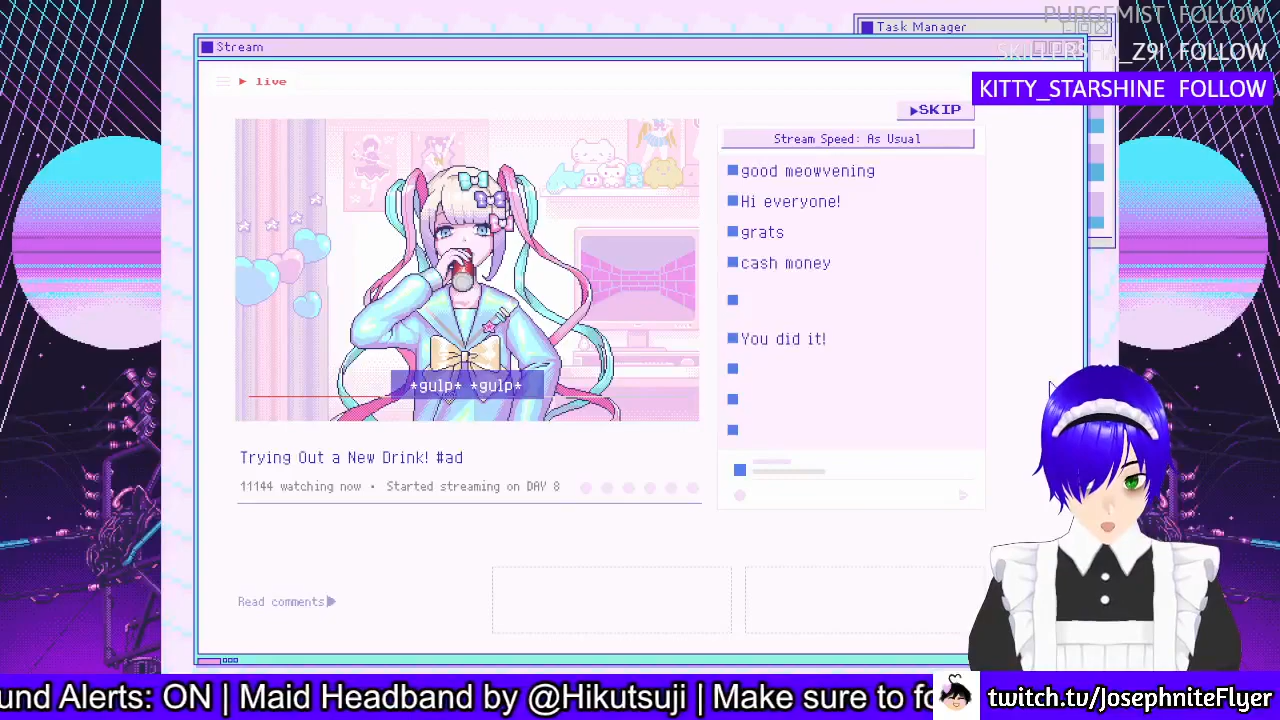 PURGEMIST FOLLOW
Task Manager
Stream
KITTY_STARSHINE FOLLOW
live
SKIP
Stream Speed: As Usual
good meowvening
Hi everyone!
grats
cash money
You did it!
*gulp* *gulp*
Trying Out a New Drink! #ad
11144 watching now • Started streaming on DAY 8
Read comments
und Alerts: ON | Maid Headband by @Hikutsuji | Make sure to fo
twitch.tv/JosephniteFlyer